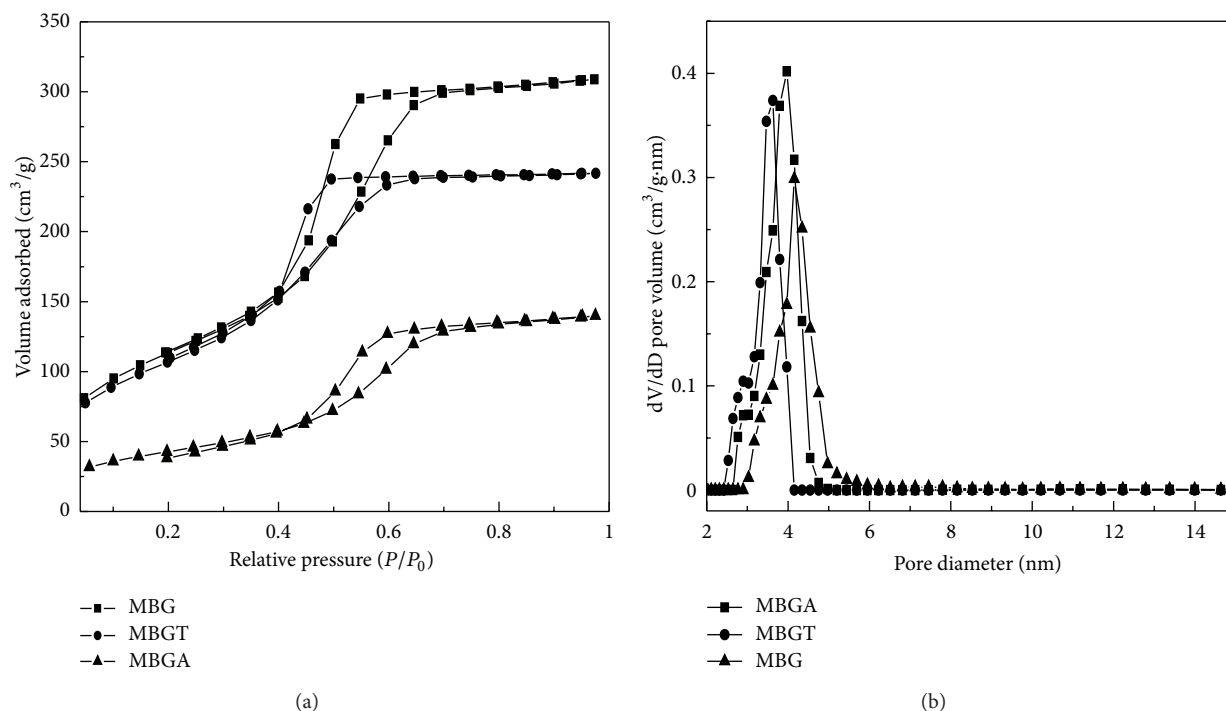 350
300
250
200
150
100
50
0
0.2
0.4
0.6
0.8
1
Volume adsorbed (cm³/g)
Relative pressure (P/P₀)
MBG
MBGT
MBGA
(a)
0.4
0.3
0.2
0.1
0
2
4
6
8
10
12
14
dV/dD pore volume (cm³/g·nm)
Pore diameter (nm)
MBGA
MBGT
MBG
(b)